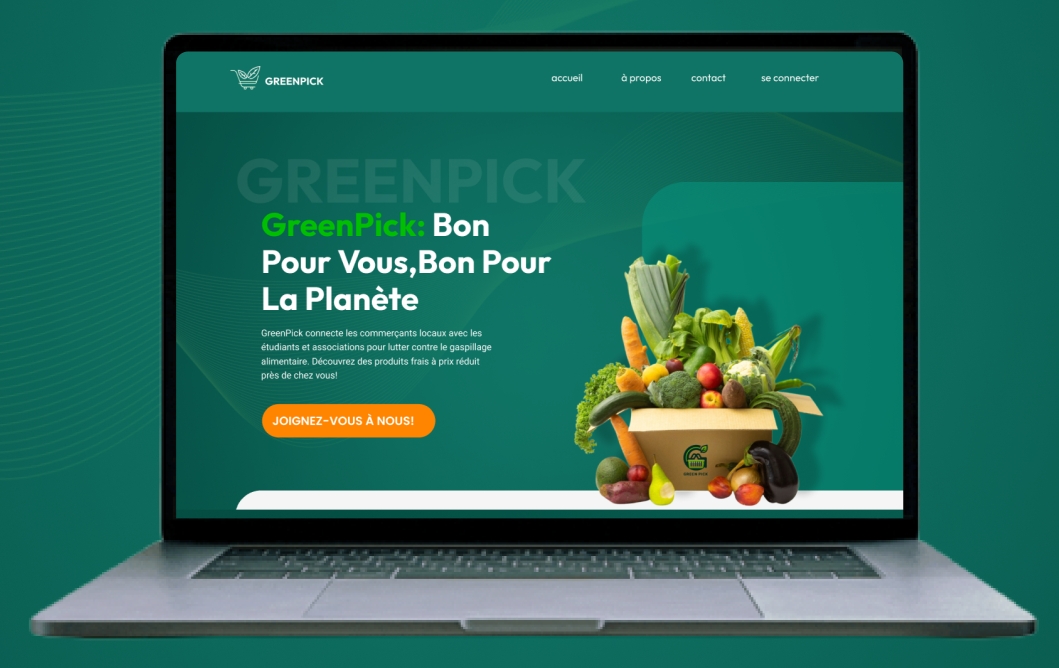 GREENPICK
accueil à propos contact se connecter
GREENPICK
GreenPick: Bon
Pour Vous,Bon Pour
La Planète
GreenPick connecte les commerçants locaux avec les
étudiants et associations pour lutter contre le gaspillage
alimentaire. Découvrez des produits frais à prix réduit
près de chez vous!
JOIGNEZ-VOUS À NOUS!
GREEN PICK